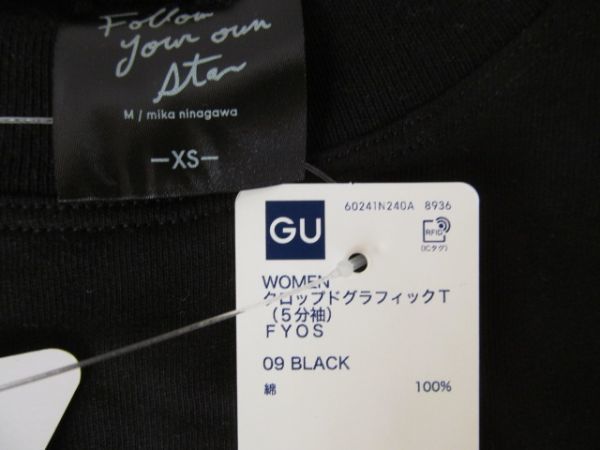 Follow
your own
Star
M / mika ninagawa
—XS—
GU
60241N240A 8936
RFID
(ICタグ)
WOMEN
クロップドグラフィックT
(5分袖)
FYOS
09 BLACK
綿 100%